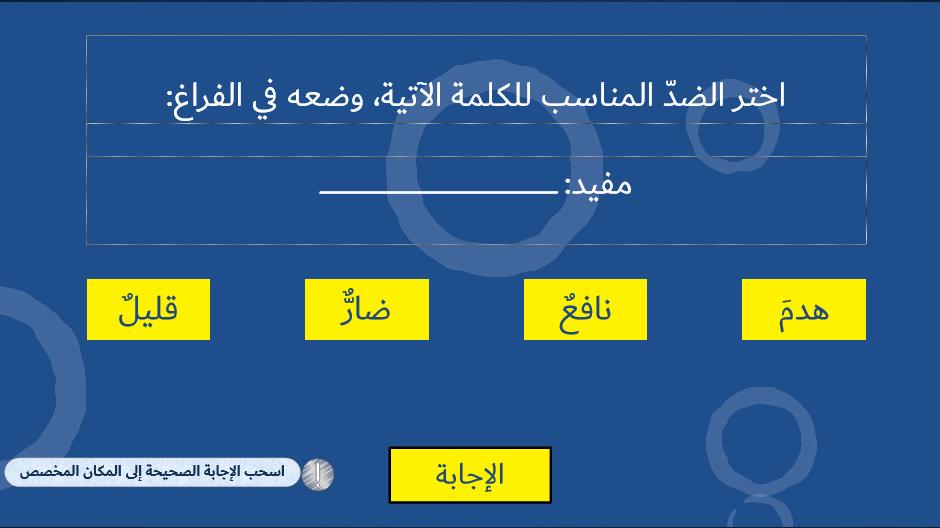 اختر الضدّ المناسب للكلمة الآتية، وضعه في الفراغ:
مفيد: ـــــــــــــــــــــــــــــ
هدمَ
نافعٌ
ضارٌّ
قليلٌ
الإجابة
اسحب الإجابة الصحيحة إلى المكان المخصص